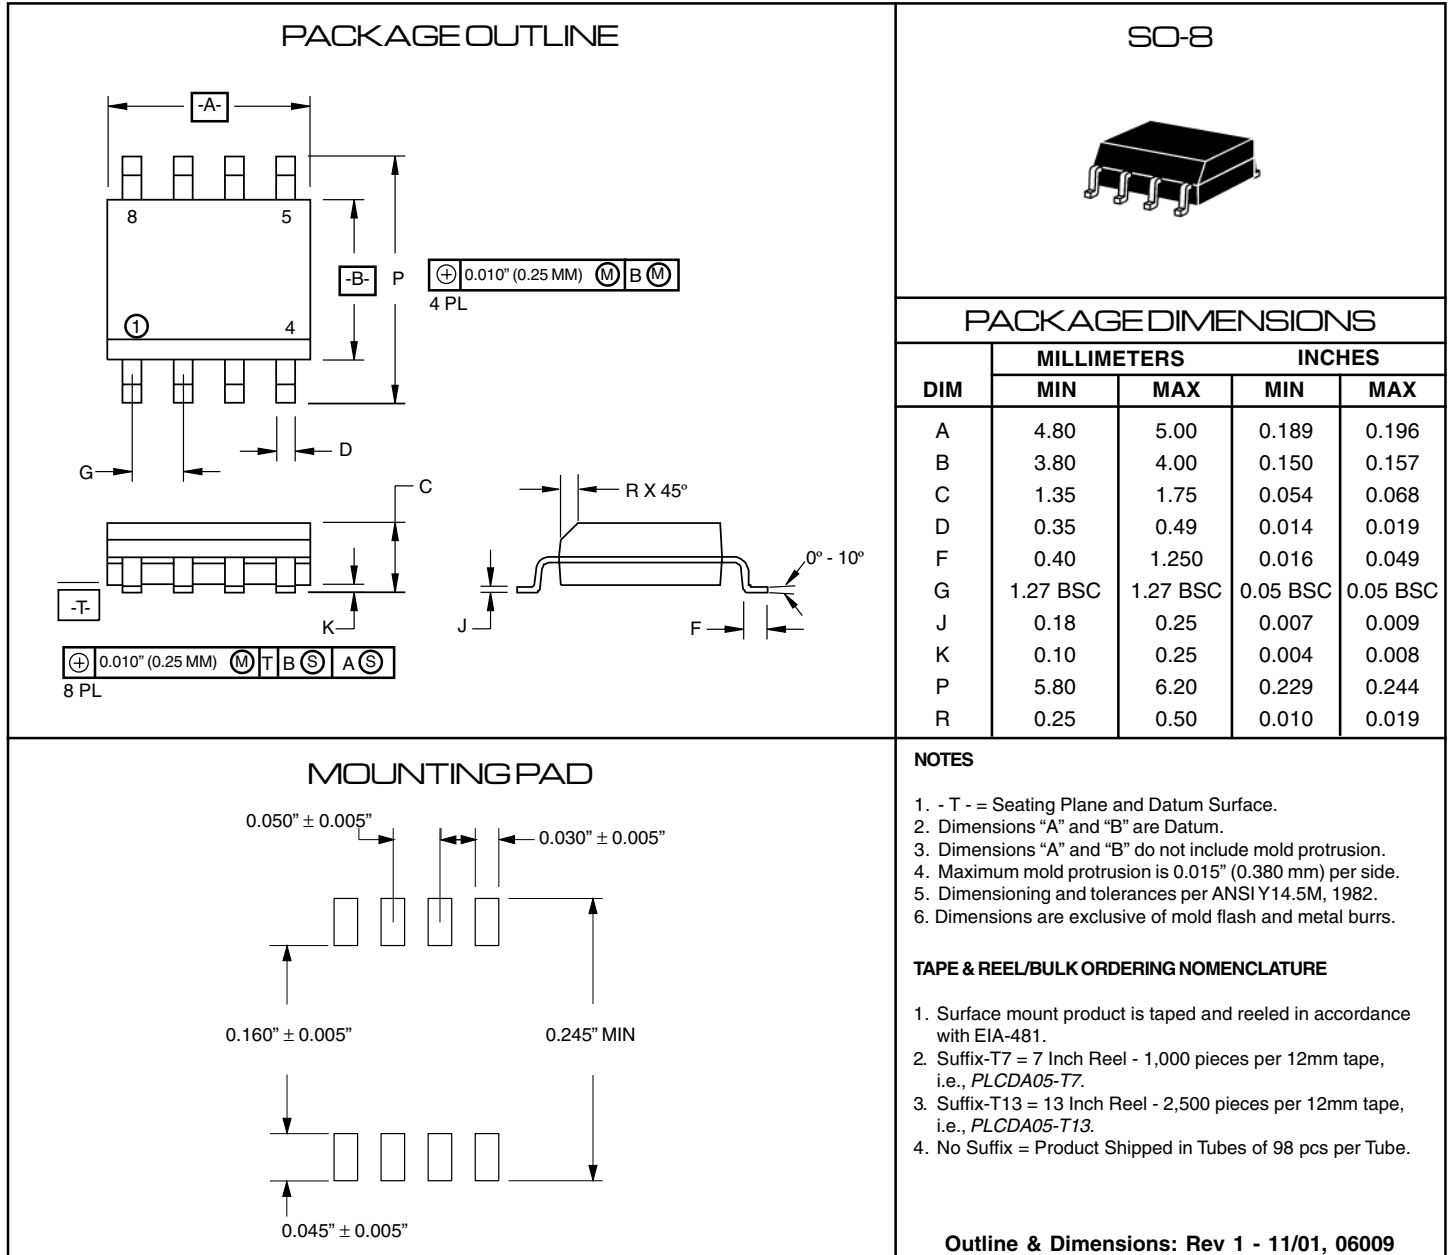 PACKAGE OUTLINE
-A-
8 5
-B- P
0.010” (0.25 MM) M B M
4 PL
1 4
D
G
C
R X 45º
0º - 10º
-T-
K
J
F
0.010” (0.25 MM) M T B S A S
8 PL
SO-8
PACKAGE DIMENSIONS
MILLIMETERS INCHES
DIM MIN MAX MIN MAX
A 4.80 5.00 0.189 0.196
B 3.80 4.00 0.150 0.157
C 1.35 1.75 0.054 0.068
D 0.35 0.49 0.014 0.019
F 0.40 1.250 0.016 0.049
G 1.27 BSC 1.27 BSC 0.05 BSC 0.05 BSC
J 0.18 0.25 0.007 0.009
K 0.10 0.25 0.004 0.008
P 5.80 6.20 0.229 0.244
R 0.25 0.50 0.010 0.019
MOUNTING PAD
0.050” ± 0.005”
0.030” ± 0.005”
0.160” ± 0.005”
0.245” MIN
0.045” ± 0.005”
NOTES
1. - T - = Seating Plane and Datum Surface.
2. Dimensions “A” and “B” are Datum.
3. Dimensions “A” and “B” do not include mold protrusion.
4. Maximum mold protrusion is 0.015” (0.380 mm) per side.
5. Dimensioning and tolerances per ANSI Y14.5M, 1982.
6. Dimensions are exclusive of mold flash and metal burrs.
TAPE & REEL/BULK ORDERING NOMENCLATURE
1. Surface mount product is taped and reeled in accordance
with EIA-481.
2. Suffix-T7 = 7 Inch Reel - 1,000 pieces per 12mm tape,
i.e., PLCDA05-T7.
3. Suffix-T13 = 13 Inch Reel - 2,500 pieces per 12mm tape,
i.e., PLCDA05-T13.
4. No Suffix = Product Shipped in Tubes of 98 pcs per Tube.
Outline & Dimensions: Rev 1 - 11/01, 06009